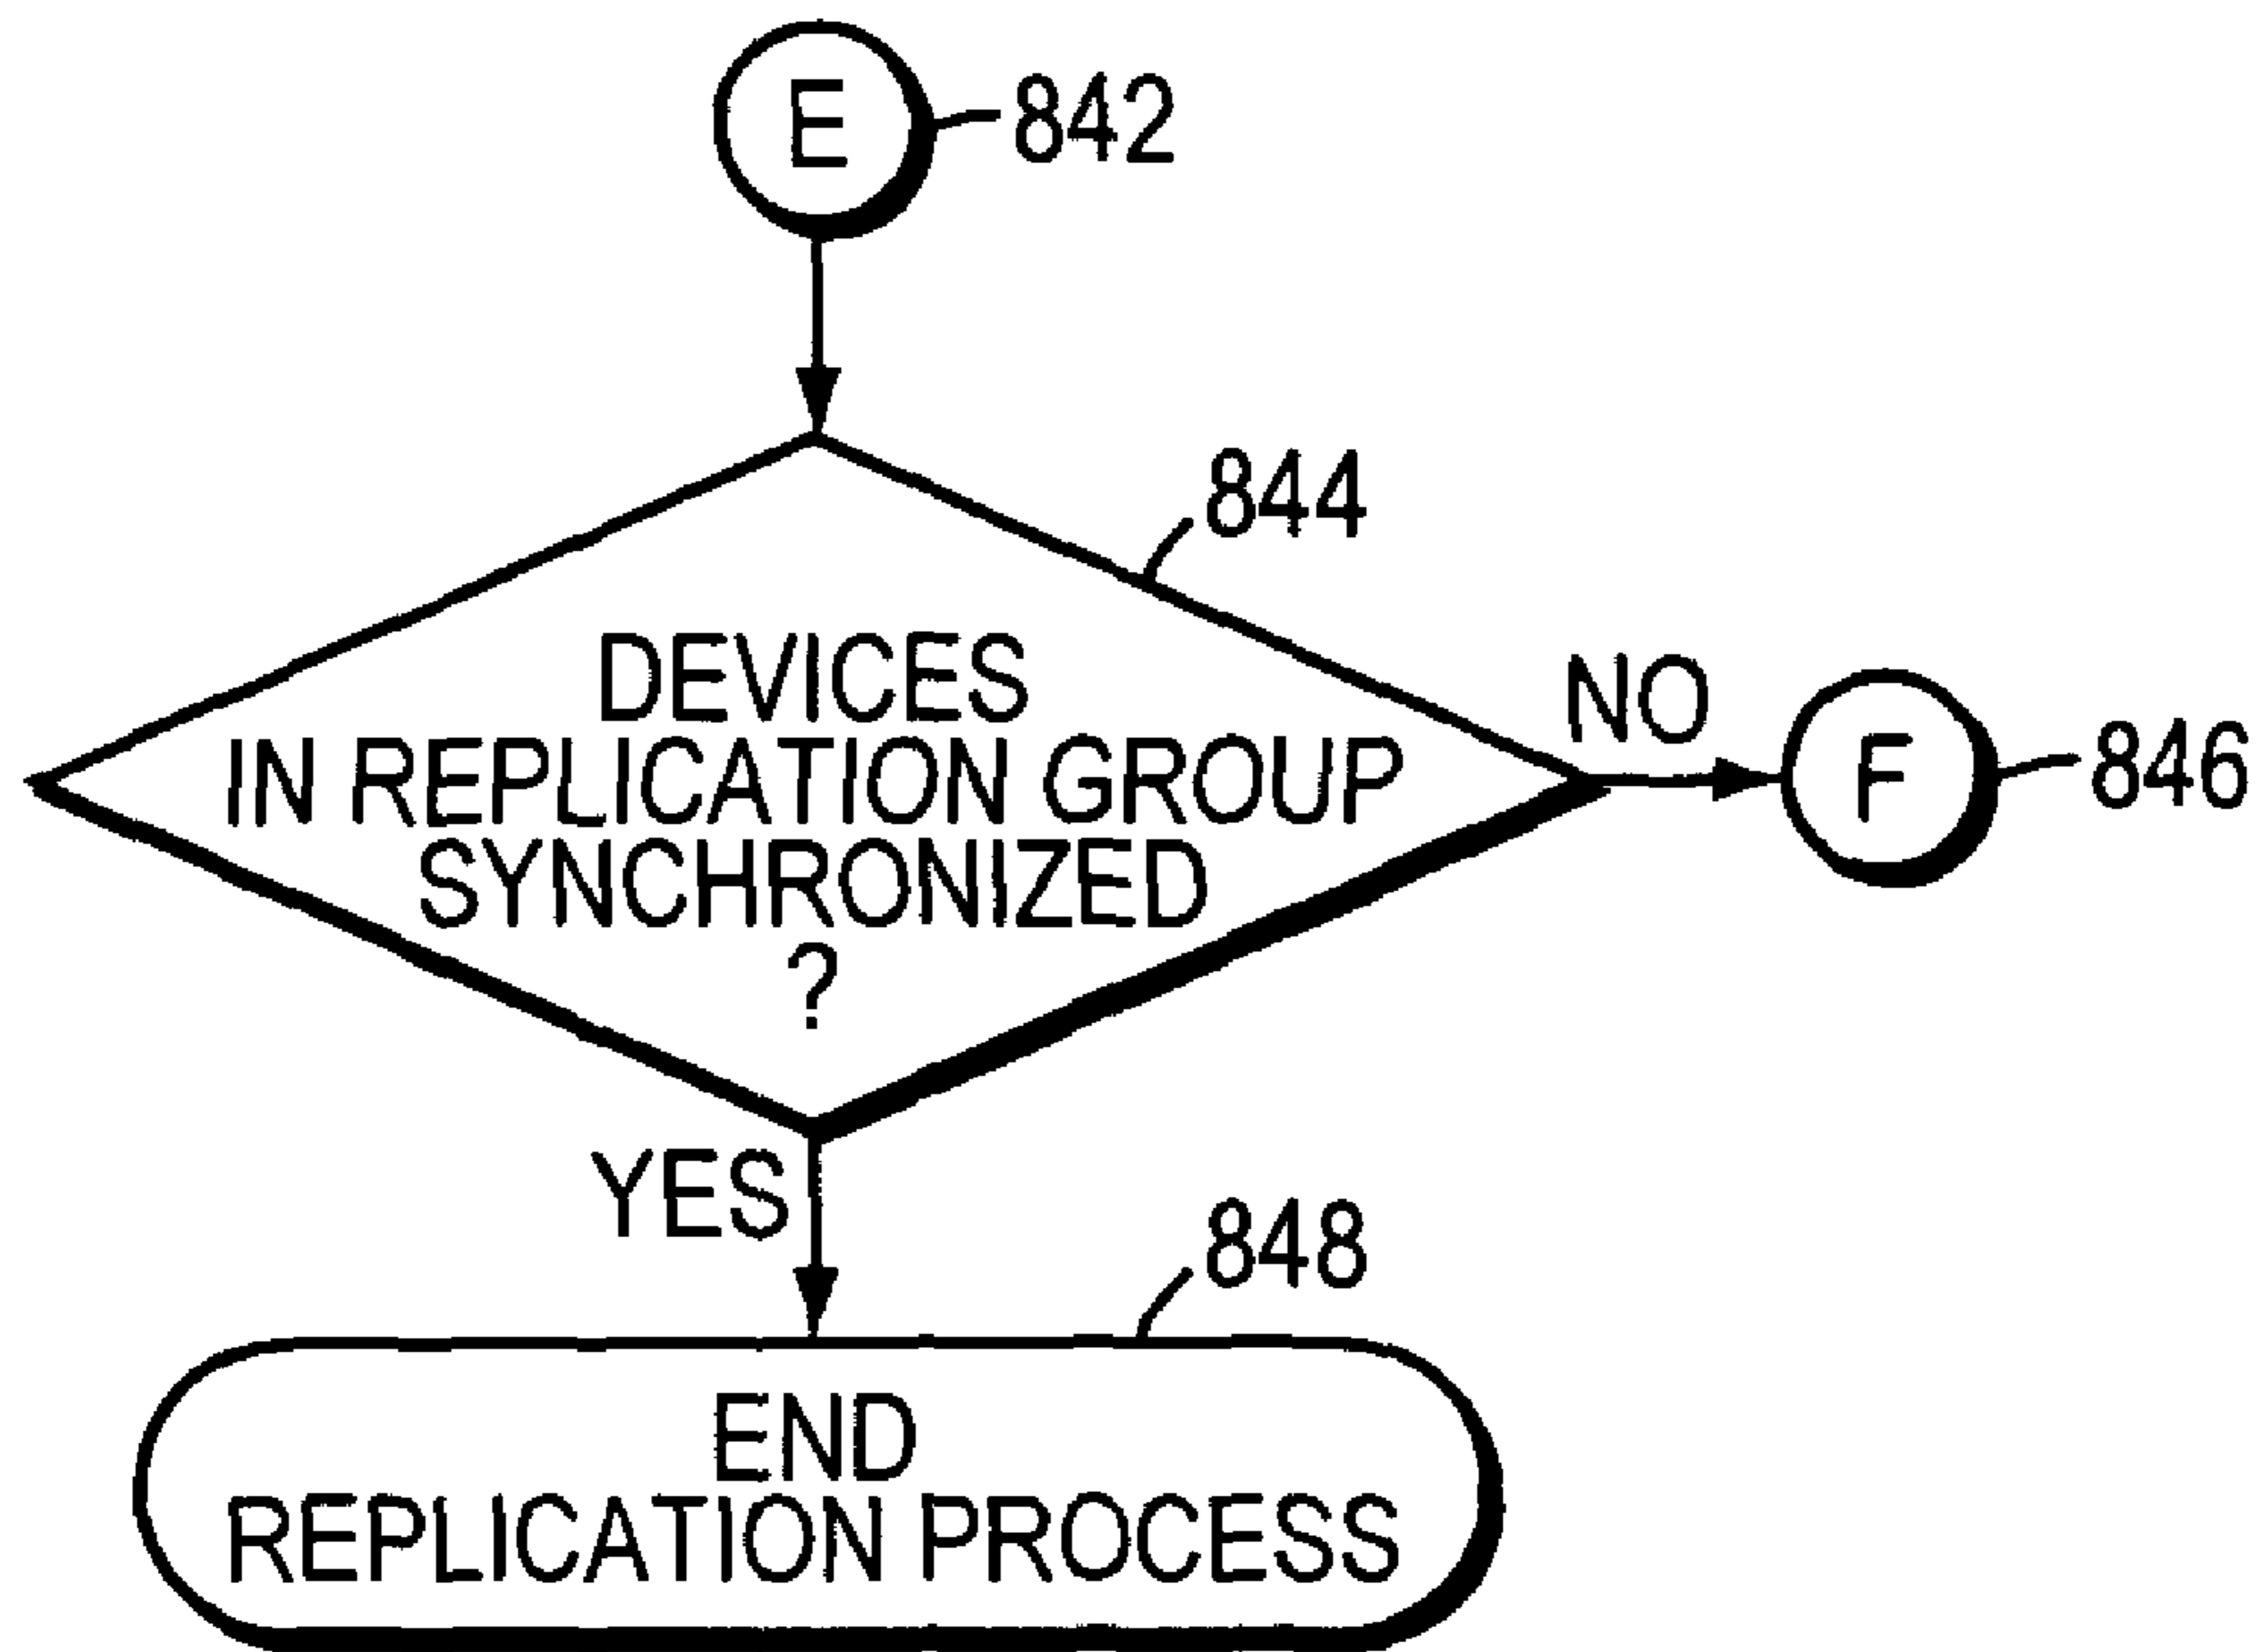 E
842
844
DEVICES
IN REPLICATION GROUP
SYNCHRONIZED
?
NO
F
846
YES
848
END
REPLICATION PROCESS